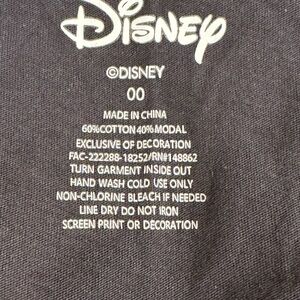 Disney
©DISNEY
00
MADE IN CHINA
60%COTTON 40%MODAL
EXCLUSIVE OF DECORATION
FAC-222288-18252/RN#148862
TURN GARMENT INSIDE OUT
HAND WASH COLD USE ONLY
NON-CHLORINE BLEACH IF NEEDED
LINE DRY DO NOT IRON
SCREEN PRINT OR DECORATION